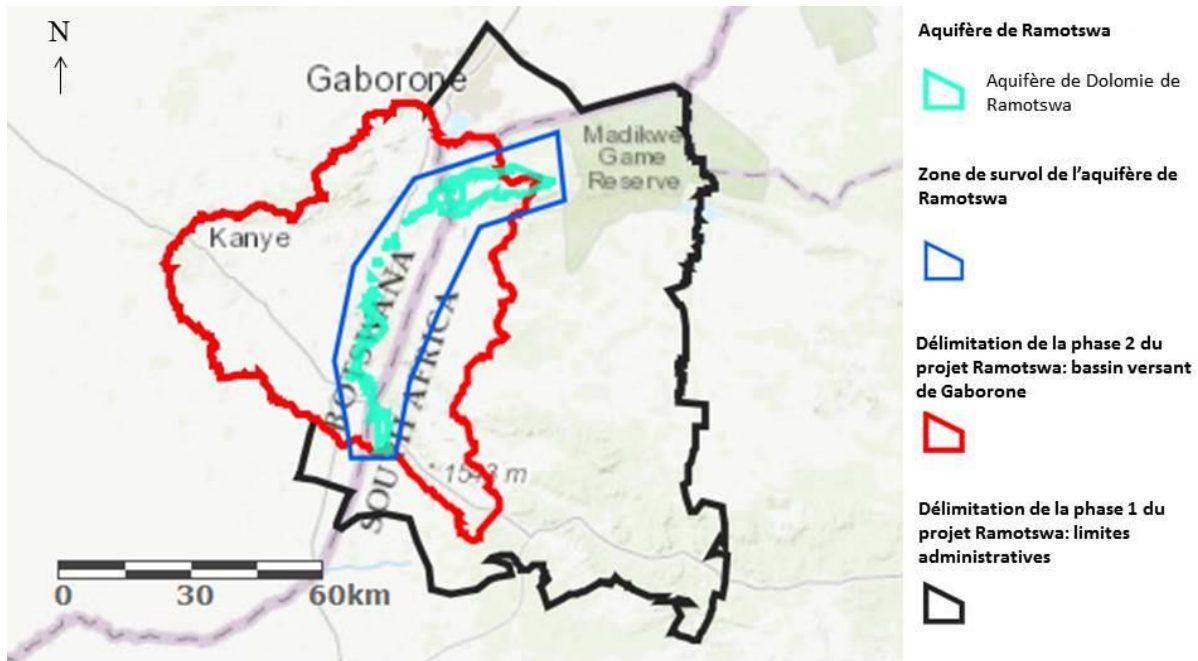 N
Gaborone
Madikwe
Game
Reserve
Kanye
BOTSWANA
SOUTH AFRICA
1543 m
0 30 60km
Aquifère de Ramotswa
Aquifère de Dolomie de
Ramotswa
Zone de survol de l’aquifère de
Ramotswa
Délimitation de la phase 2 du
projet Ramotswa: bassin versant
de Gaborone
Délimitation de la phase 1 du
projet Ramotswa: limites
administratives